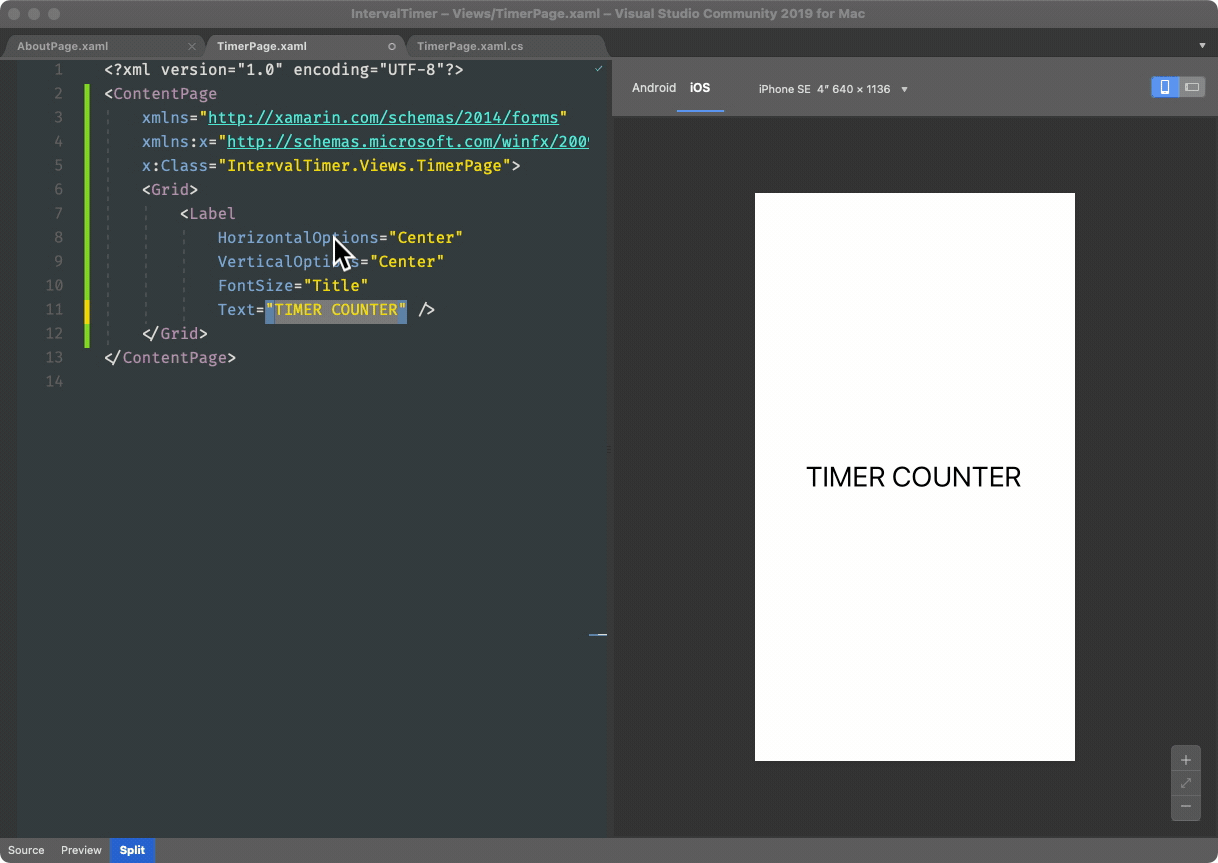 IntervalTimer – Views/TimerPage.xaml – Visual Studio Community 2019 for Mac
AboutPage.xaml
TimerPage.xaml
TimerPage.xaml.cs
1 <?xml version="1.0" encoding="UTF-8"?>
2 <ContentPage
3 xmlns="http://xamarin.com/schemas/2014/forms"
4 xmlns:x="http://schemas.microsoft.com/winfx/200
5 x:Class="IntervalTimer.Views.TimerPage">
6 <Grid>
7 <Label
8 HorizontalOptions="Center"
9 VerticalOptions="Center"
10 FontSize="Title"
11 Text="TIMER COUNTER" />
12 </Grid>
13 </ContentPage>
14
Android iOS iPhone SE 4" 640 × 1136
TIMER COUNTER
Source Preview Split